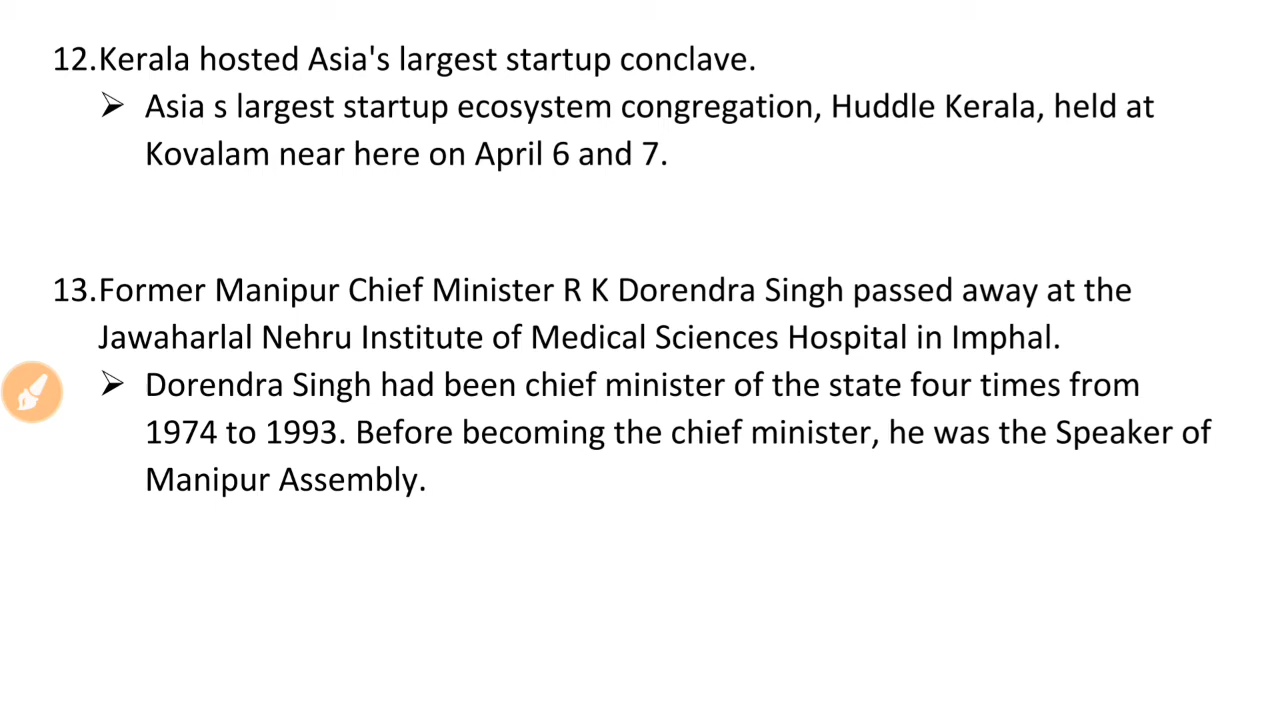 12.Kerala hosted Asia's largest startup conclave.
➢ Asia s largest startup ecosystem congregation, Huddle Kerala, held at
Kovalam near here on April 6 and 7.
13.Former Manipur Chief Minister R K Dorendra Singh passed away at the
Jawaharlal Nehru Institute of Medical Sciences Hospital in Imphal.
➢ Dorendra Singh had been chief minister of the state four times from
1974 to 1993. Before becoming the chief minister, he was the Speaker of
Manipur Assembly.